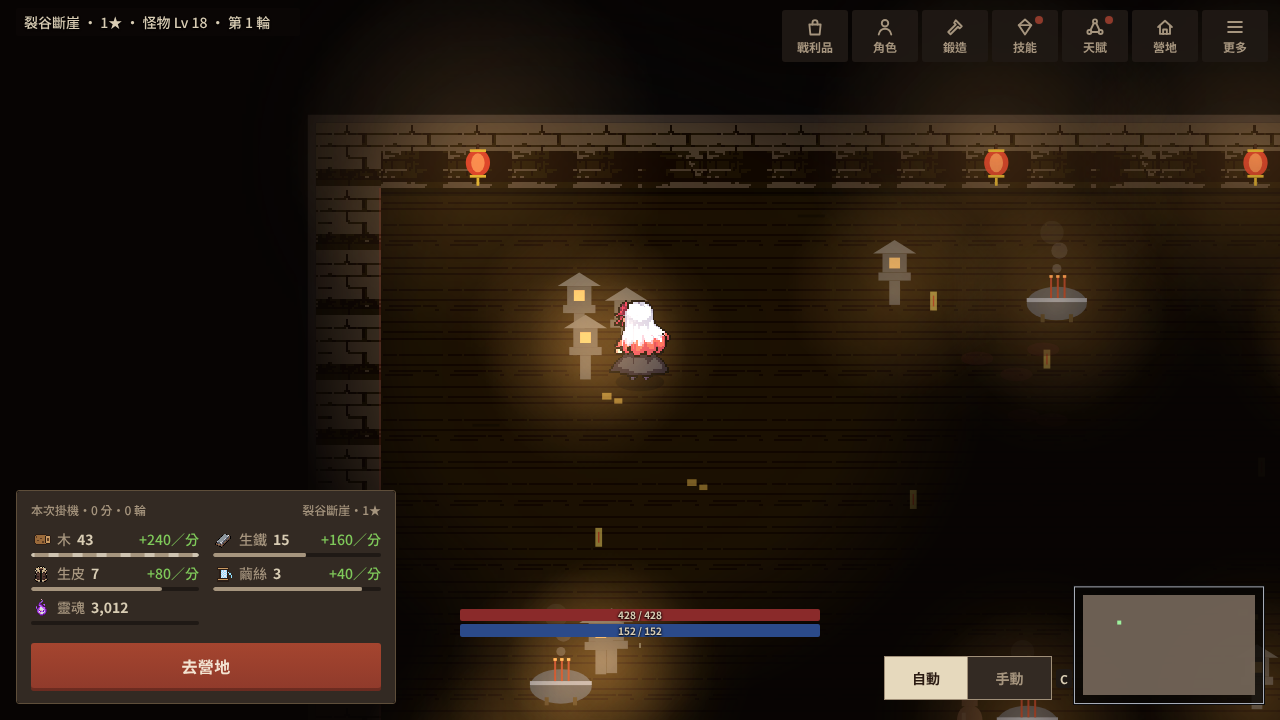 裂谷斷崖 · 1★ · 怪物 Lv 18 · 第 1 輪
戰利品
角色
鍛造
技能
天賦
營地
更多
本次掛機·0 分·0 輪
裂谷斷崖·1★
木 43 +240／分
生鐵 15 +160／分
生皮 7 +80／分
繭絲 3 +40／分
靈魂 3,012
去營地
428 / 428
152 / 152
自動
手動
C